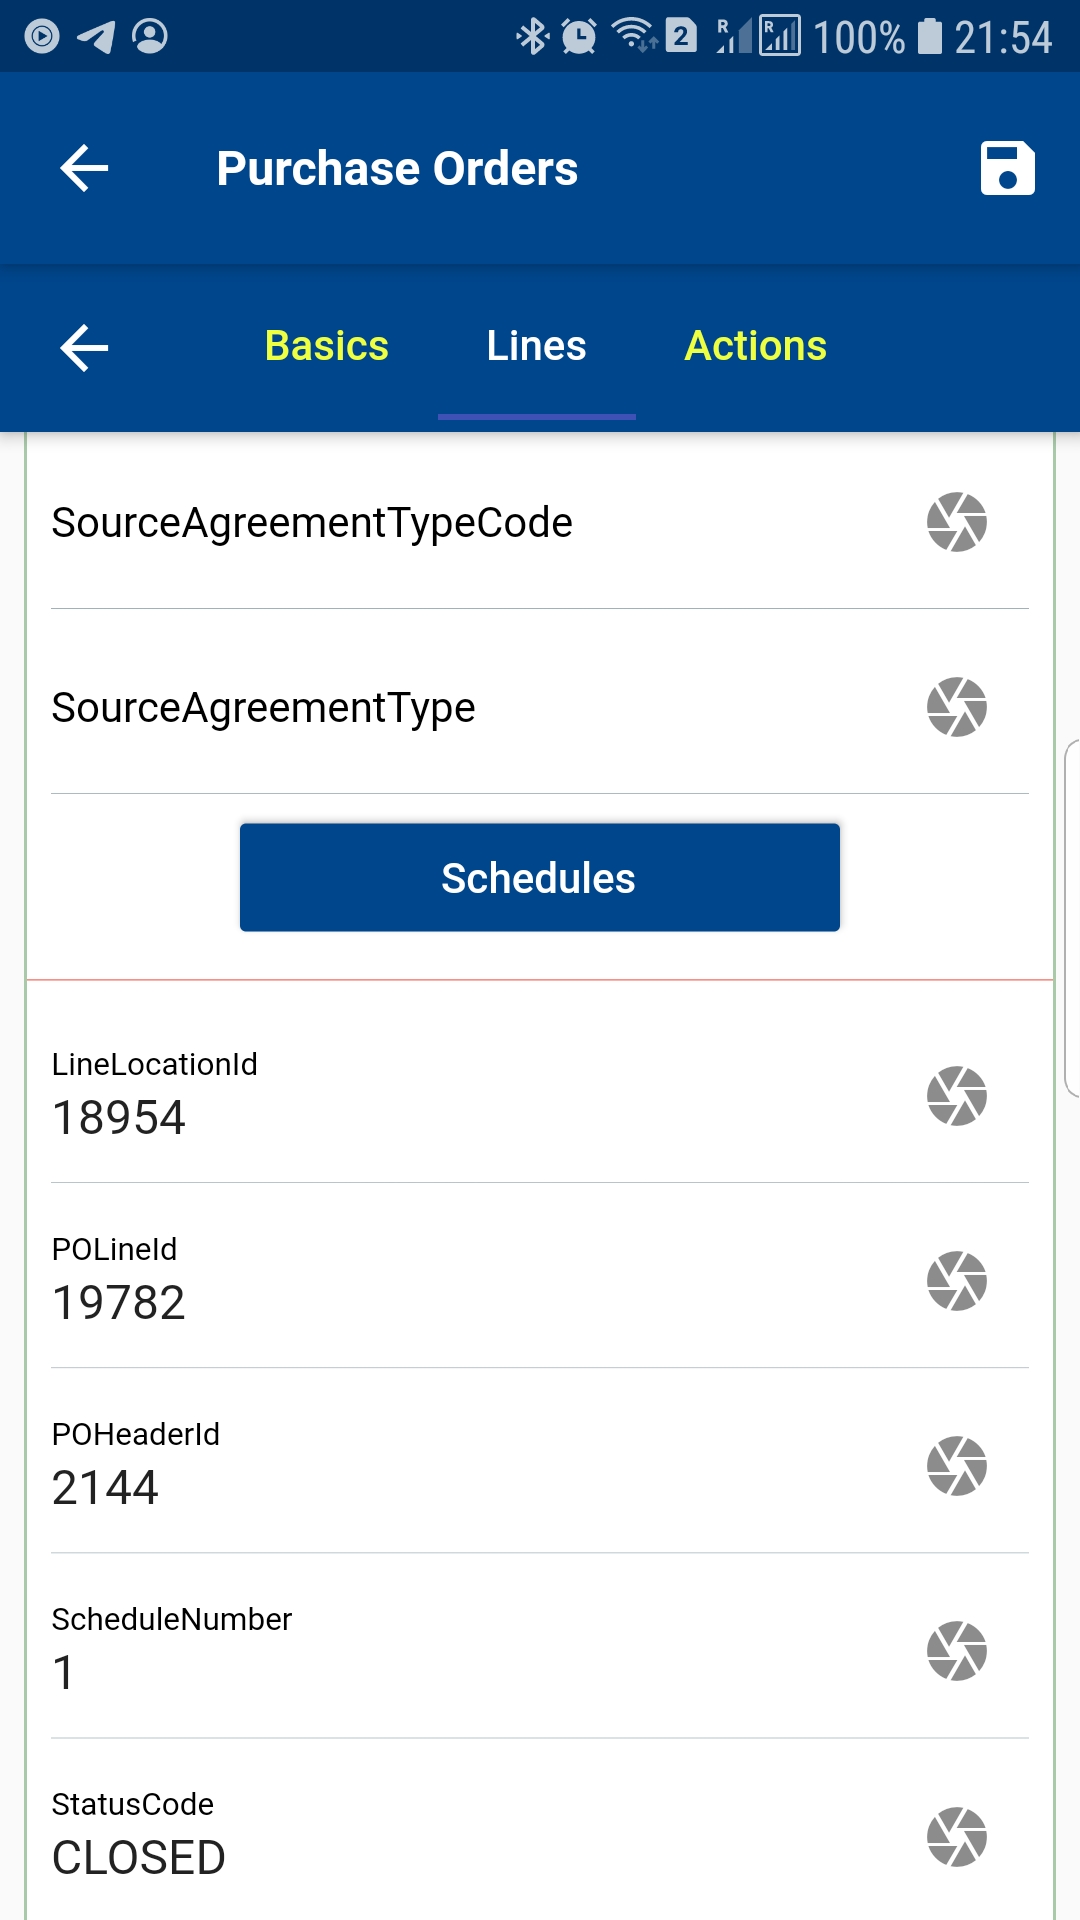 2 R R 100% 21:54
Purchase Orders
Basics Lines Actions
SourceAgreementTypeCode
SourceAgreementType
Schedules
LineLocationId
18954
POLineId
19782
POHeaderId
2144
ScheduleNumber
1
StatusCode
CLOSED